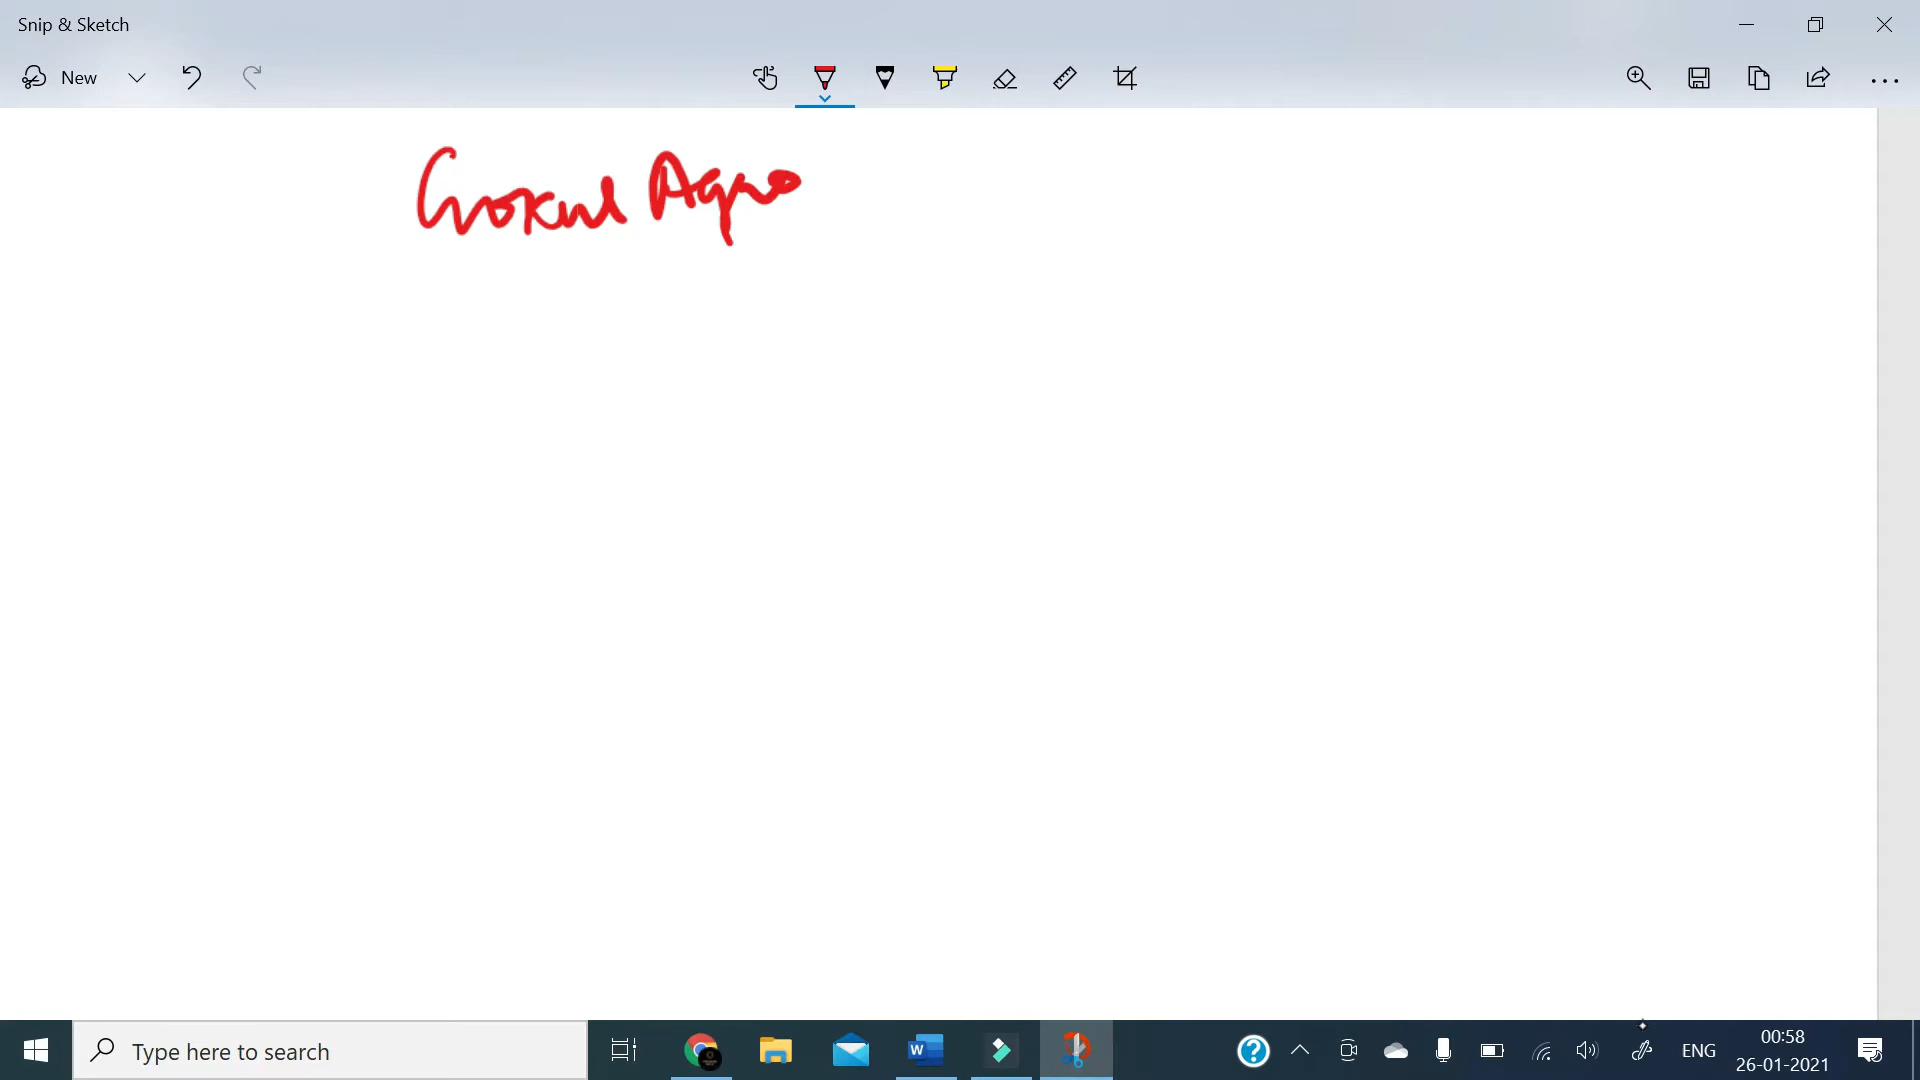 Snip & Sketch
New
Gokul Agro
Type here to search
W
ENG
00:58
26-01-2021